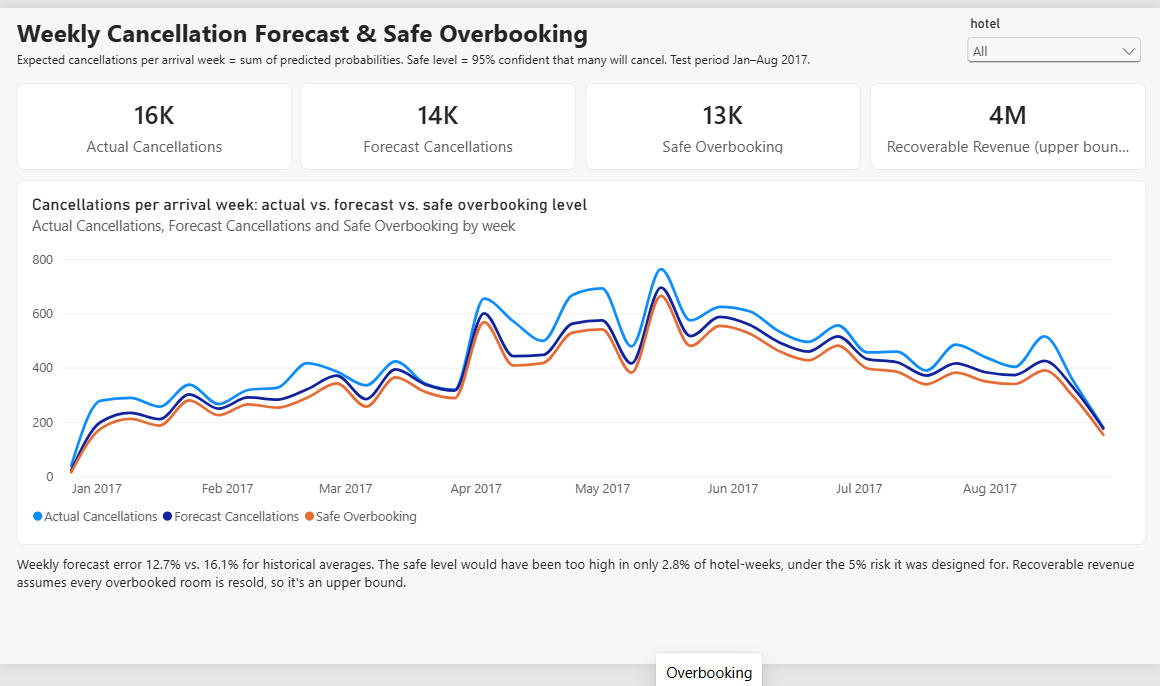 Weekly Cancellation Forecast & Safe Overbooking
hotel
Expected cancellations per arrival week = sum of predicted probabilities. Safe level = 95% confident that many will cancel. Test period Jan–Aug 2017.
All
16K
Actual Cancellations
14K
Forecast Cancellations
13K
Safe Overbooking
4M
Recoverable Revenue (upper boun...
Cancellations per arrival week: actual vs. forecast vs. safe overbooking level
Actual Cancellations, Forecast Cancellations and Safe Overbooking by week
800
600
400
200
0
Jan 2017
Feb 2017
Mar 2017
Apr 2017
May 2017
Jun 2017
Jul 2017
Aug 2017
Actual Cancellations
Forecast Cancellations
Safe Overbooking
Weekly forecast error 12.7% vs. 16.1% for historical averages. The safe level would have been too high in only 2.8% of hotel-weeks, under the 5% risk it was designed for. Recoverable revenue
assumes every overbooked room is resold, so it's an upper bound.
Overbooking